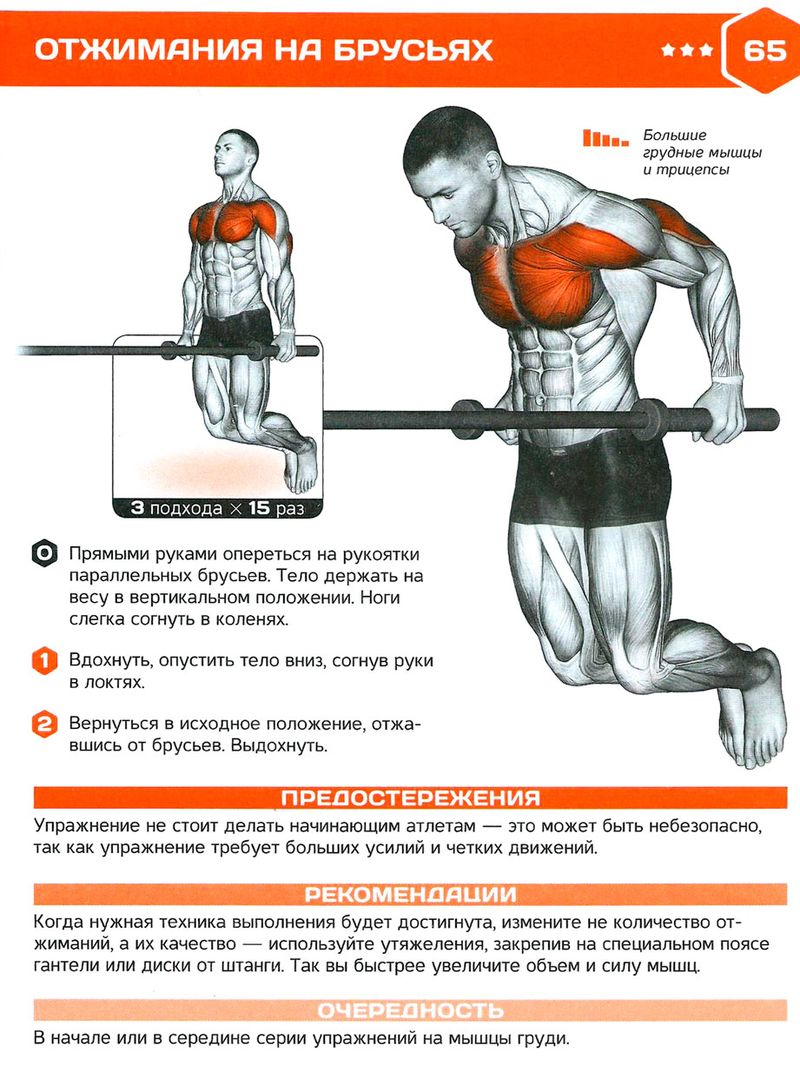 ОТЖИМАНИЯ НА БРУСЬЯХ
65
Большие
грудные мышцы
и трицепсы
3 подхода × 15 раз
0 Прямыми руками опереться на рукоятки
параллельных брусьев. Тело держать на
весу в вертикальном положении. Ноги
слегка согнуть в коленях.
1 Вдохнуть, опустить тело вниз, согнув руки
в локтях.
2 Вернуться в исходное положение, отжа-
вшись от брусьев. Выдохнуть.
ПРЕДОСТЕРЕЖЕНИЯ
Упражнение не стоит делать начинающим атлетам — это может быть небезопасно,
так как упражнение требует больших усилий и четких движений.
РЕКОМЕНДАЦИИ
Когда нужная техника выполнения будет достигнута, измените не количество от-
жиманий, а их качество — используйте утяжеления, закрепив на специальном поясе
гантели или диски от штанги. Так вы быстрее увеличите объем и силу мышц.
ОЧЕРЕДНОСТЬ
В начале или в середине серии упражнений на мышцы груди.